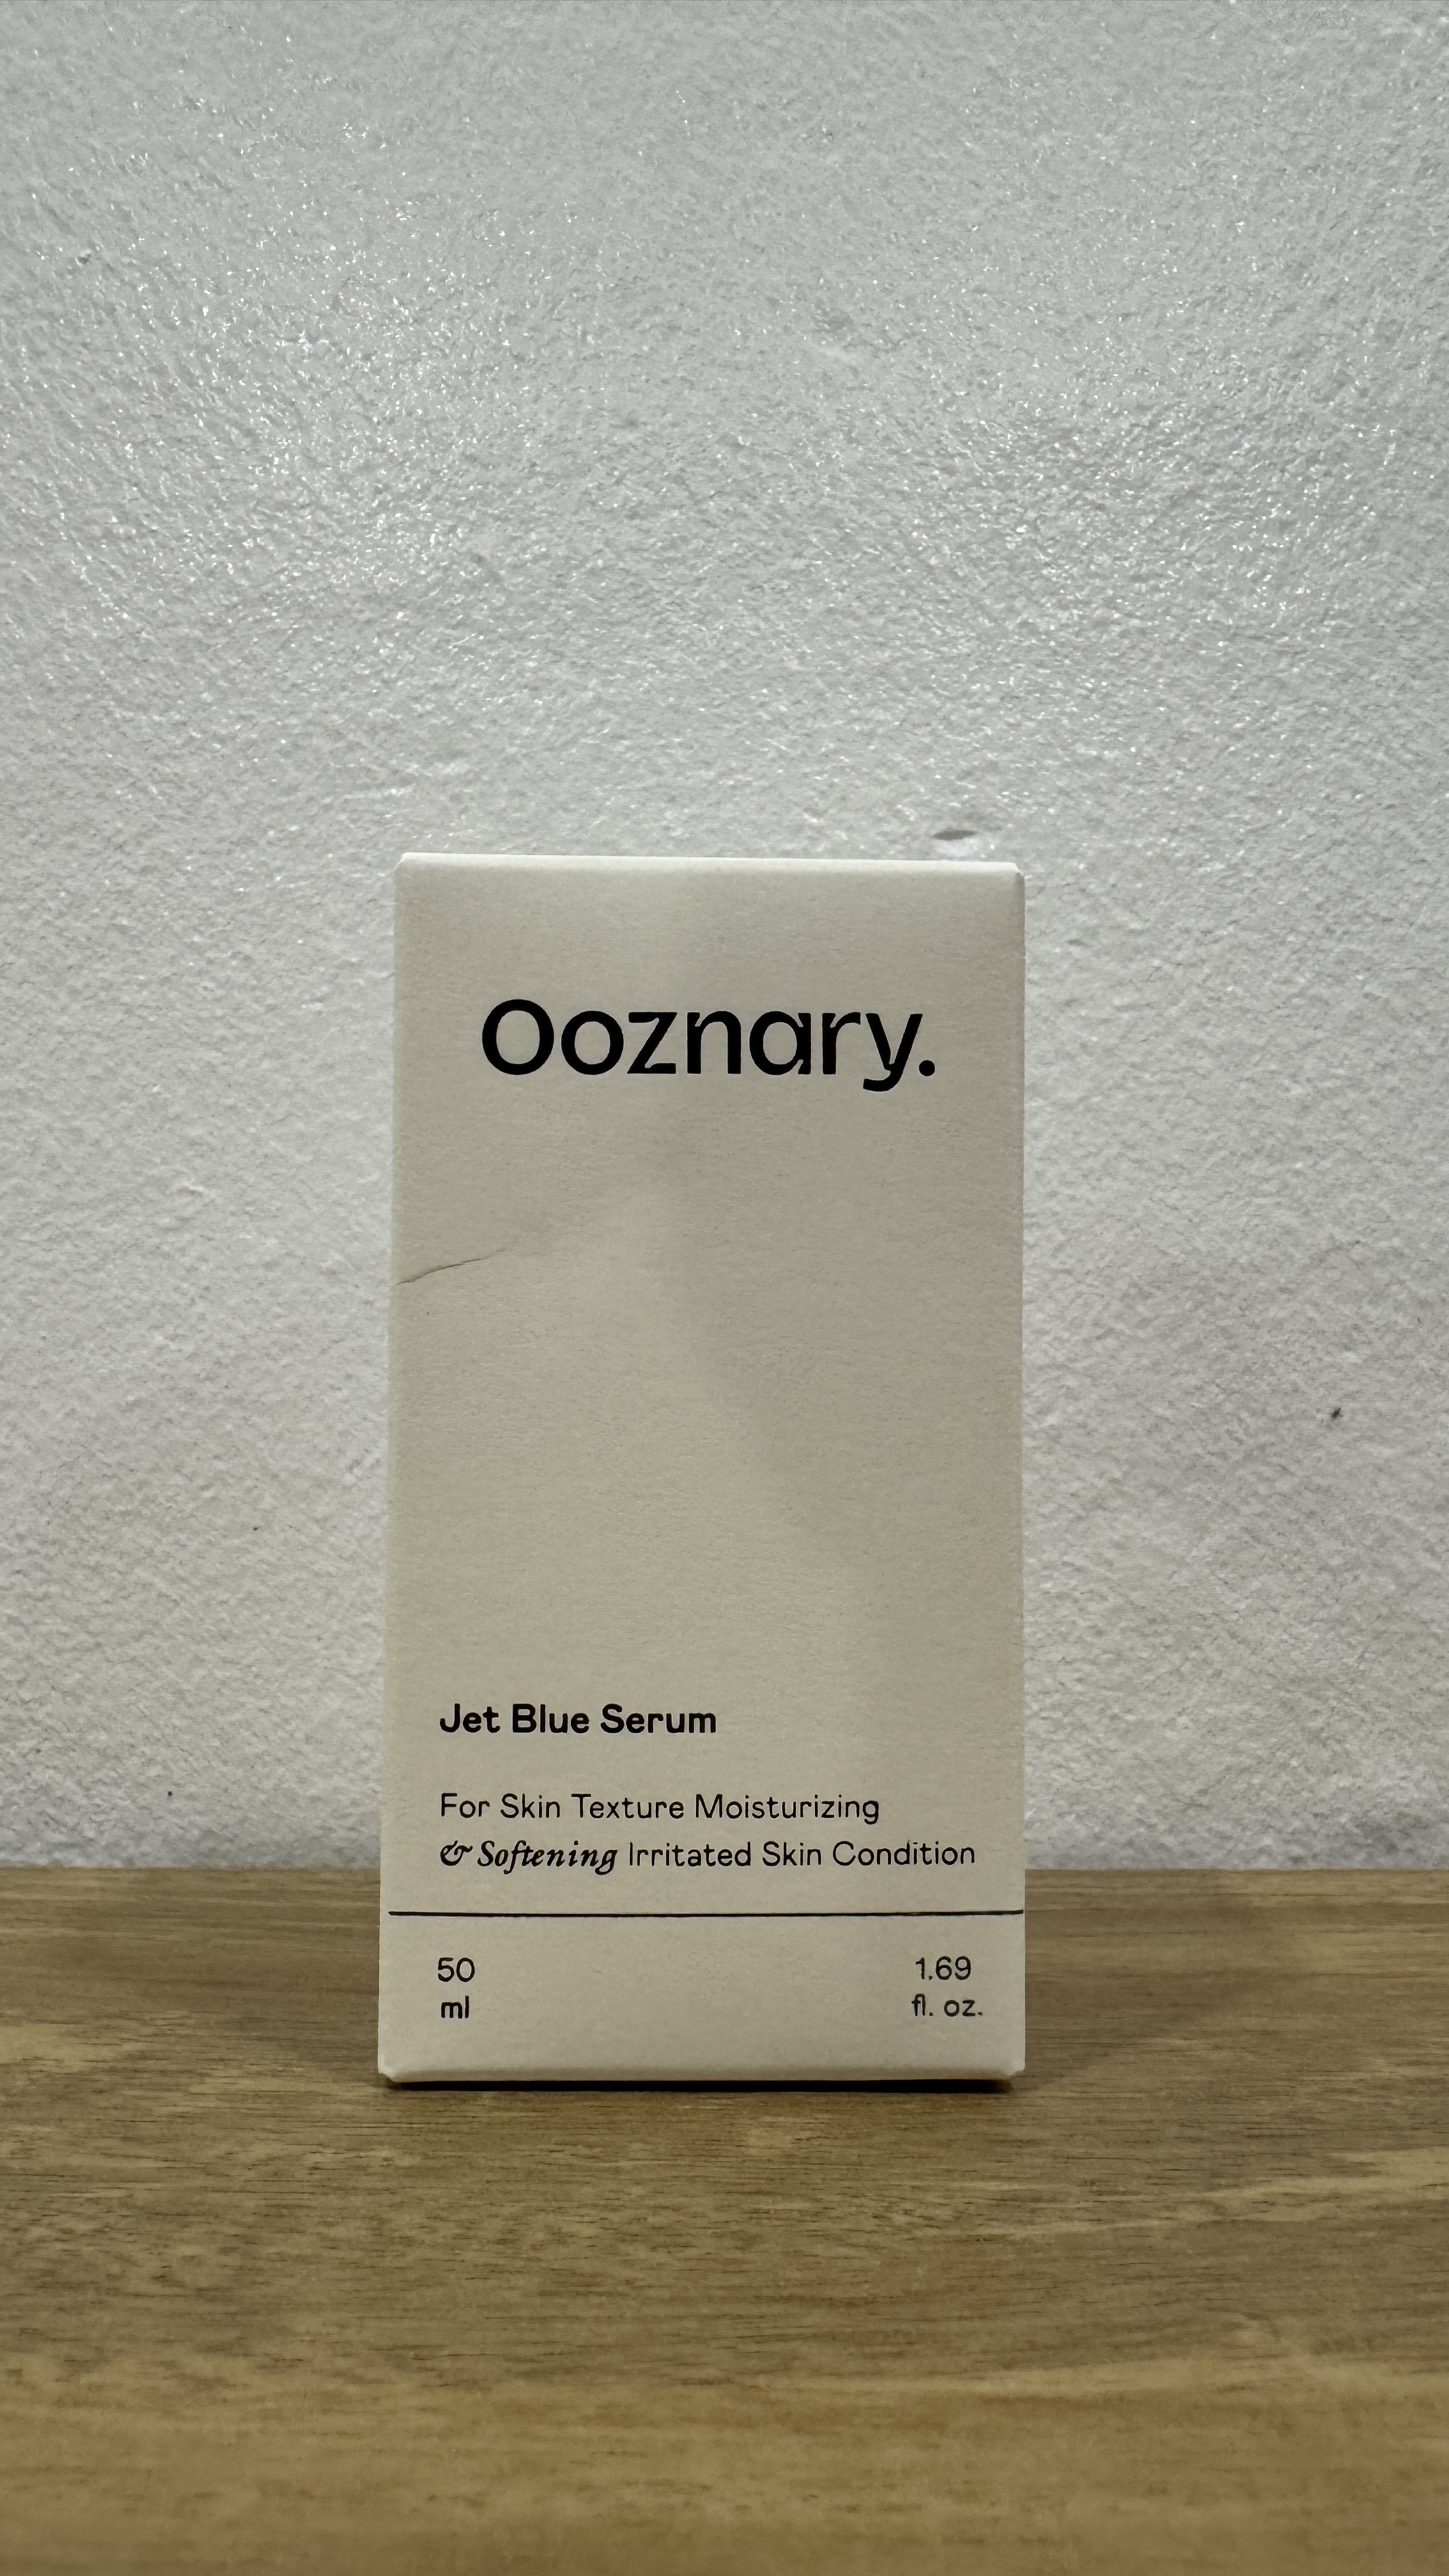 Ooznary.
Jet Blue Serum
For Skin Texture Moisturizing
& Softening Irritated Skin Condition
50
ml
1.69
fl. oz.